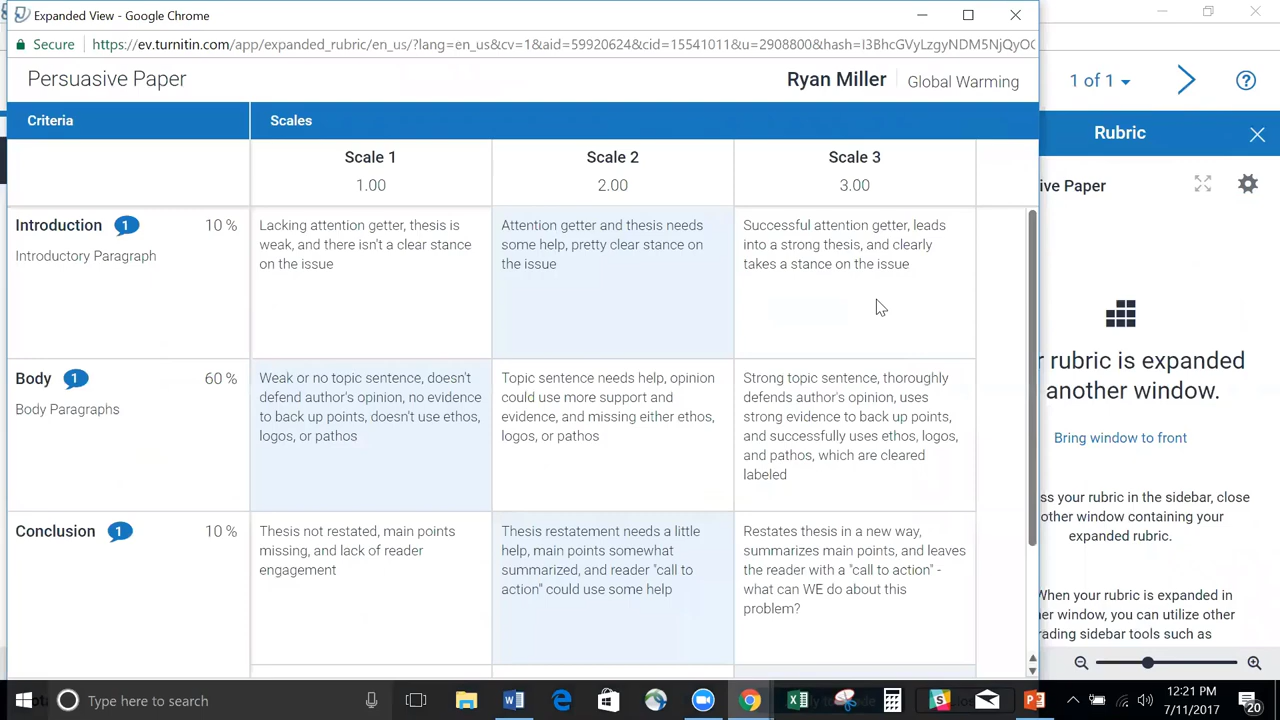 Expanded View - Google Chrome
Secure https://ev.turnitin.com/app/expanded_rubric/en_us/?lang=en_us&cv=1&aid=59920624&cid=15541011&u=2908800&hash=I3BhcGVyLzgyNDM5NjQyOC
Persuasive Paper
Ryan Miller
Global Warming
1 of 1
Criteria
Scales
Rubric
Scale 1
Scale 2
Scale 3
1.00
2.00
3.00
ive Paper
Introduction 1 10 %
Introductory Paragraph
Lacking attention getter, thesis is
weak, and there isn't a clear stance
on the issue
Attention getter and thesis needs
some help, pretty clear stance on
the issue
Successful attention getter, leads
into a strong thesis, and clearly
takes a stance on the issue
Body 1 60 %
Body Paragraphs
Weak or no topic sentence, doesn't
defend author's opinion, no evidence
to back up points, doesn't use ethos,
logos, or pathos
Topic sentence needs help, opinion
could use more support and
evidence, and missing either ethos,
logos, or pathos
Strong topic sentence, thoroughly
defends author's opinion, uses
strong evidence to back up points,
and successfully uses ethos, logos,
and pathos, which are cleared
labeled
Conclusion 1 10 %
Thesis not restated, main points
missing, and lack of reader
engagement
Thesis restatement needs a little
help, main points somewhat
summarized, and reader "call to
action" could use some help
Restates thesis in a new way,
summarizes main points, and leaves
the reader with a "call to action" -
what can WE do about this
problem?
r rubric is expanded
another window.
Bring window to front
ss your rubric in the sidebar, close
other window containing your
expanded rubric.
When your rubric is expanded in
her window, you can utilize other
rading sidebar tools such as
Type here to search
12:21 PM
7/11/2017
20